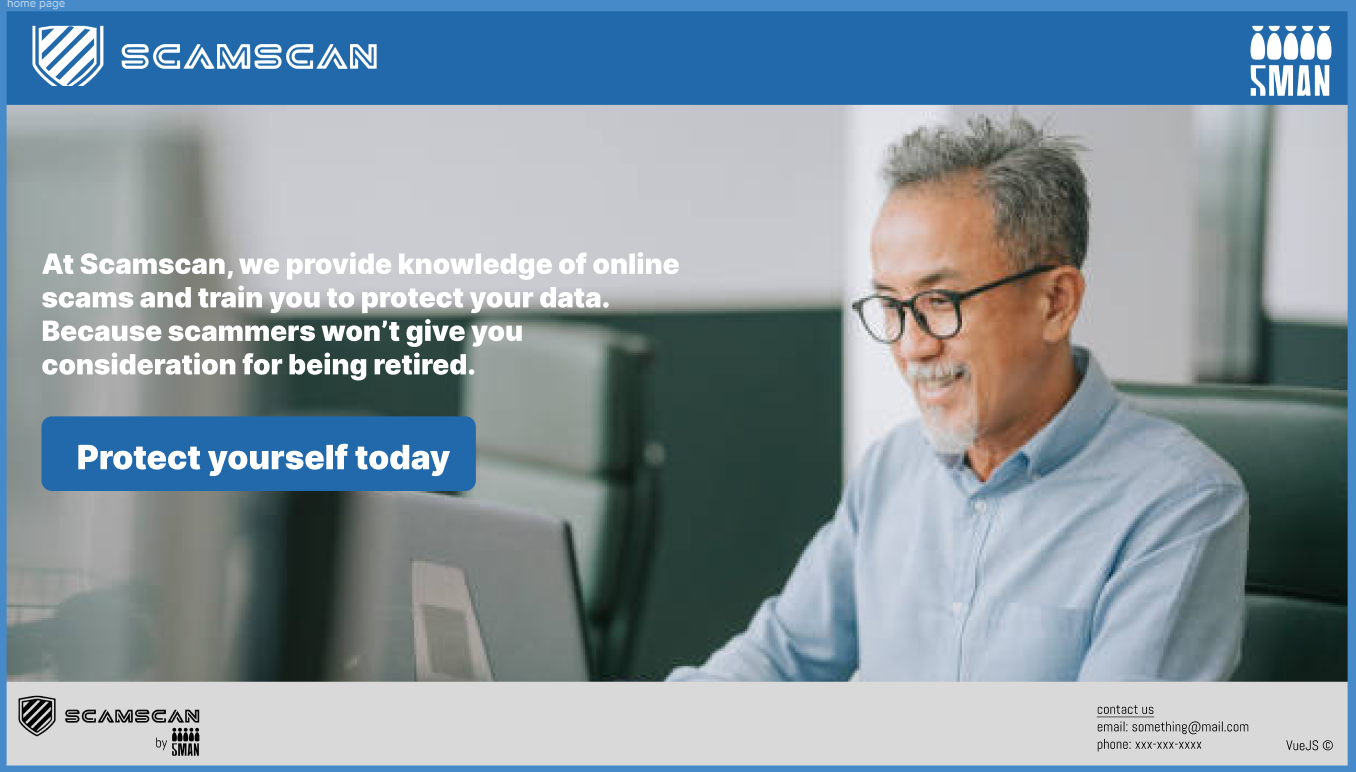 home page
SCAMSCAN
SMAN
At Scamscan, we provide knowledge of online
scams and train you to protect your data.
Because scammers won’t give you
consideration for being retired.
Protect yourself today
SCAMSCAN
by SMAN
contact us
email: something@mail.com
phone: xxx-xxx-xxxx
VueJS ©